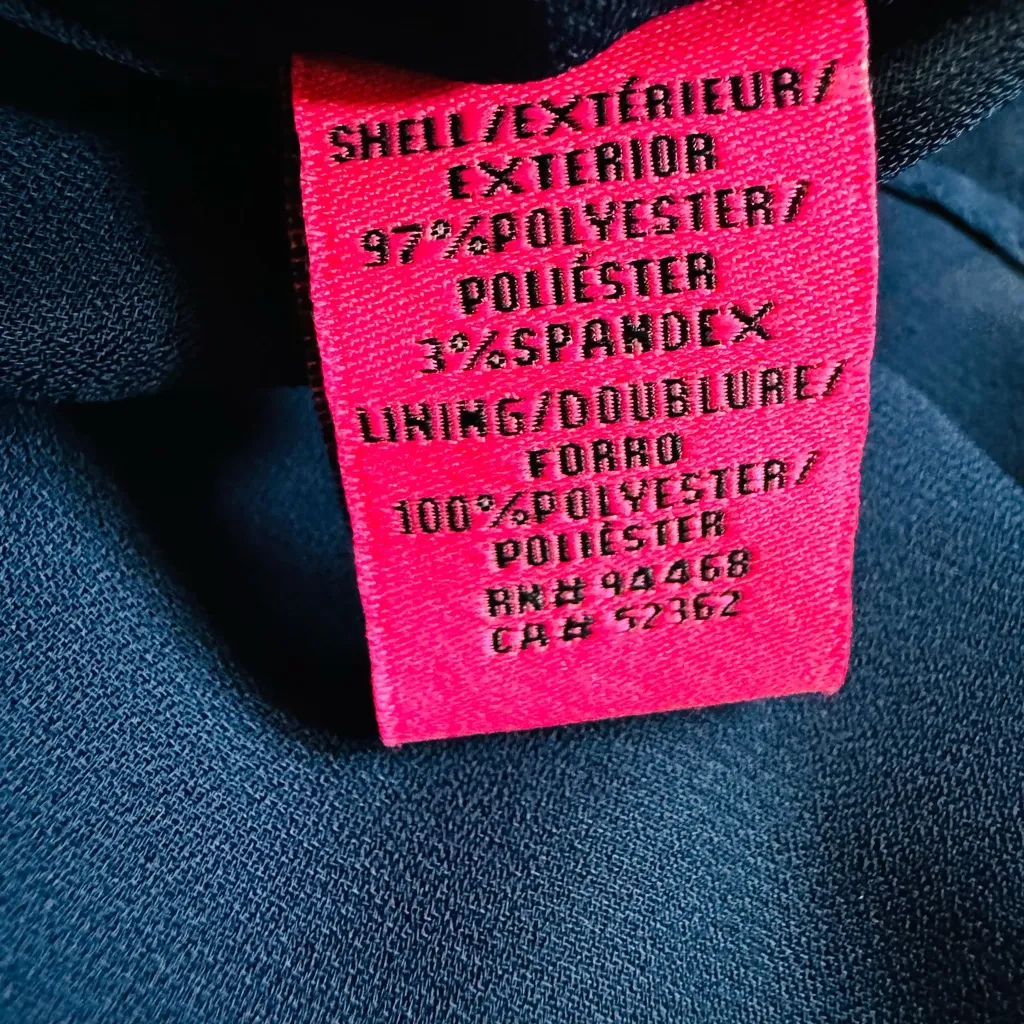 SHELL/EXTÉRIEUR/
EXTERIOR
97%POLYESTER/
POLIÉSTER
3%SPANDEX
LINING/DOUBLURE/
FORRO
100%POLYESTER/
POLIÉSTER
RN# 94468
CA# 52362